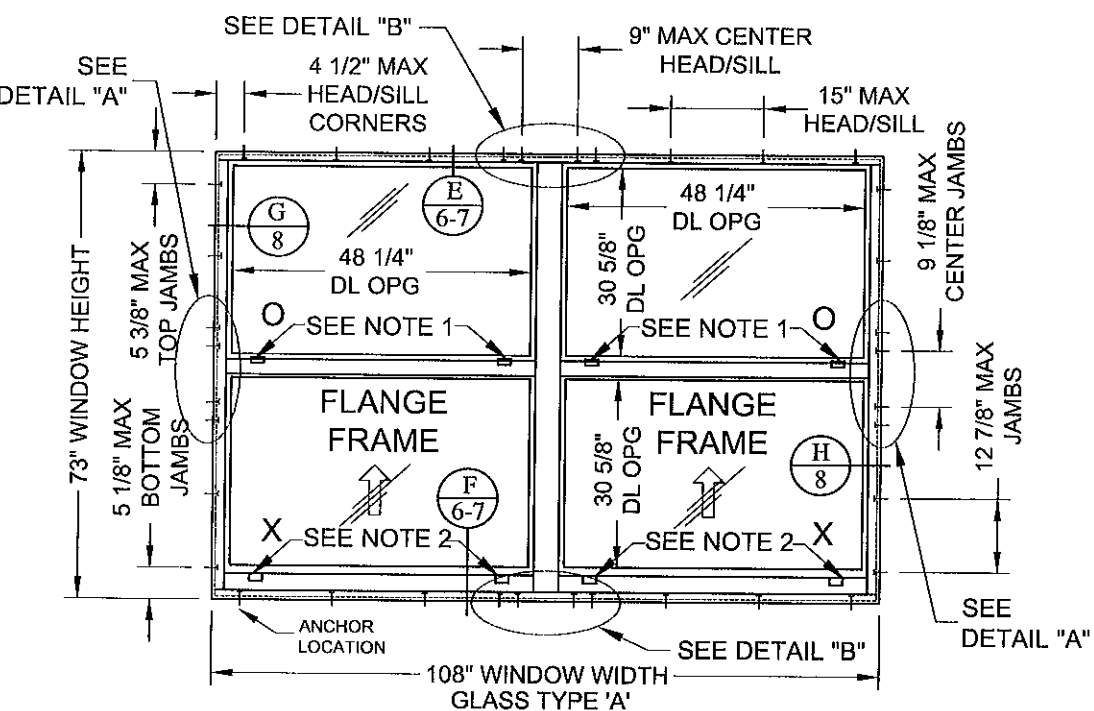 SEE DETAIL "B"
9" MAX CENTER
HEAD/SILL
SEE
DETAIL "A"
4 1/2" MAX
HEAD/SILL
CORNERS
15" MAX
HEAD/SILL
E
6-7
G
8
48 1/4"
DL OPG
48 1/4"
DL OPG
30 5/8"
DL OPG
9 1/8" MAX
CENTER JAMBS
73" WINDOW HEIGHT
5 3/8" MAX
TOP JAMBS
O
SEE NOTE 1
SEE NOTE 1
O
FLANGE
FRAME
FLANGE
FRAME
30 5/8"
DL OPG
12 7/8" MAX
JAMBS
5 1/8" MAX
BOTTOM
JAMBS
F
6-7
H
8
X
SEE NOTE 2
SEE NOTE 2
X
ANCHOR
LOCATION
SEE DETAIL "B"
SEE
DETAIL "A"
108" WINDOW WIDTH
GLASS TYPE 'A'